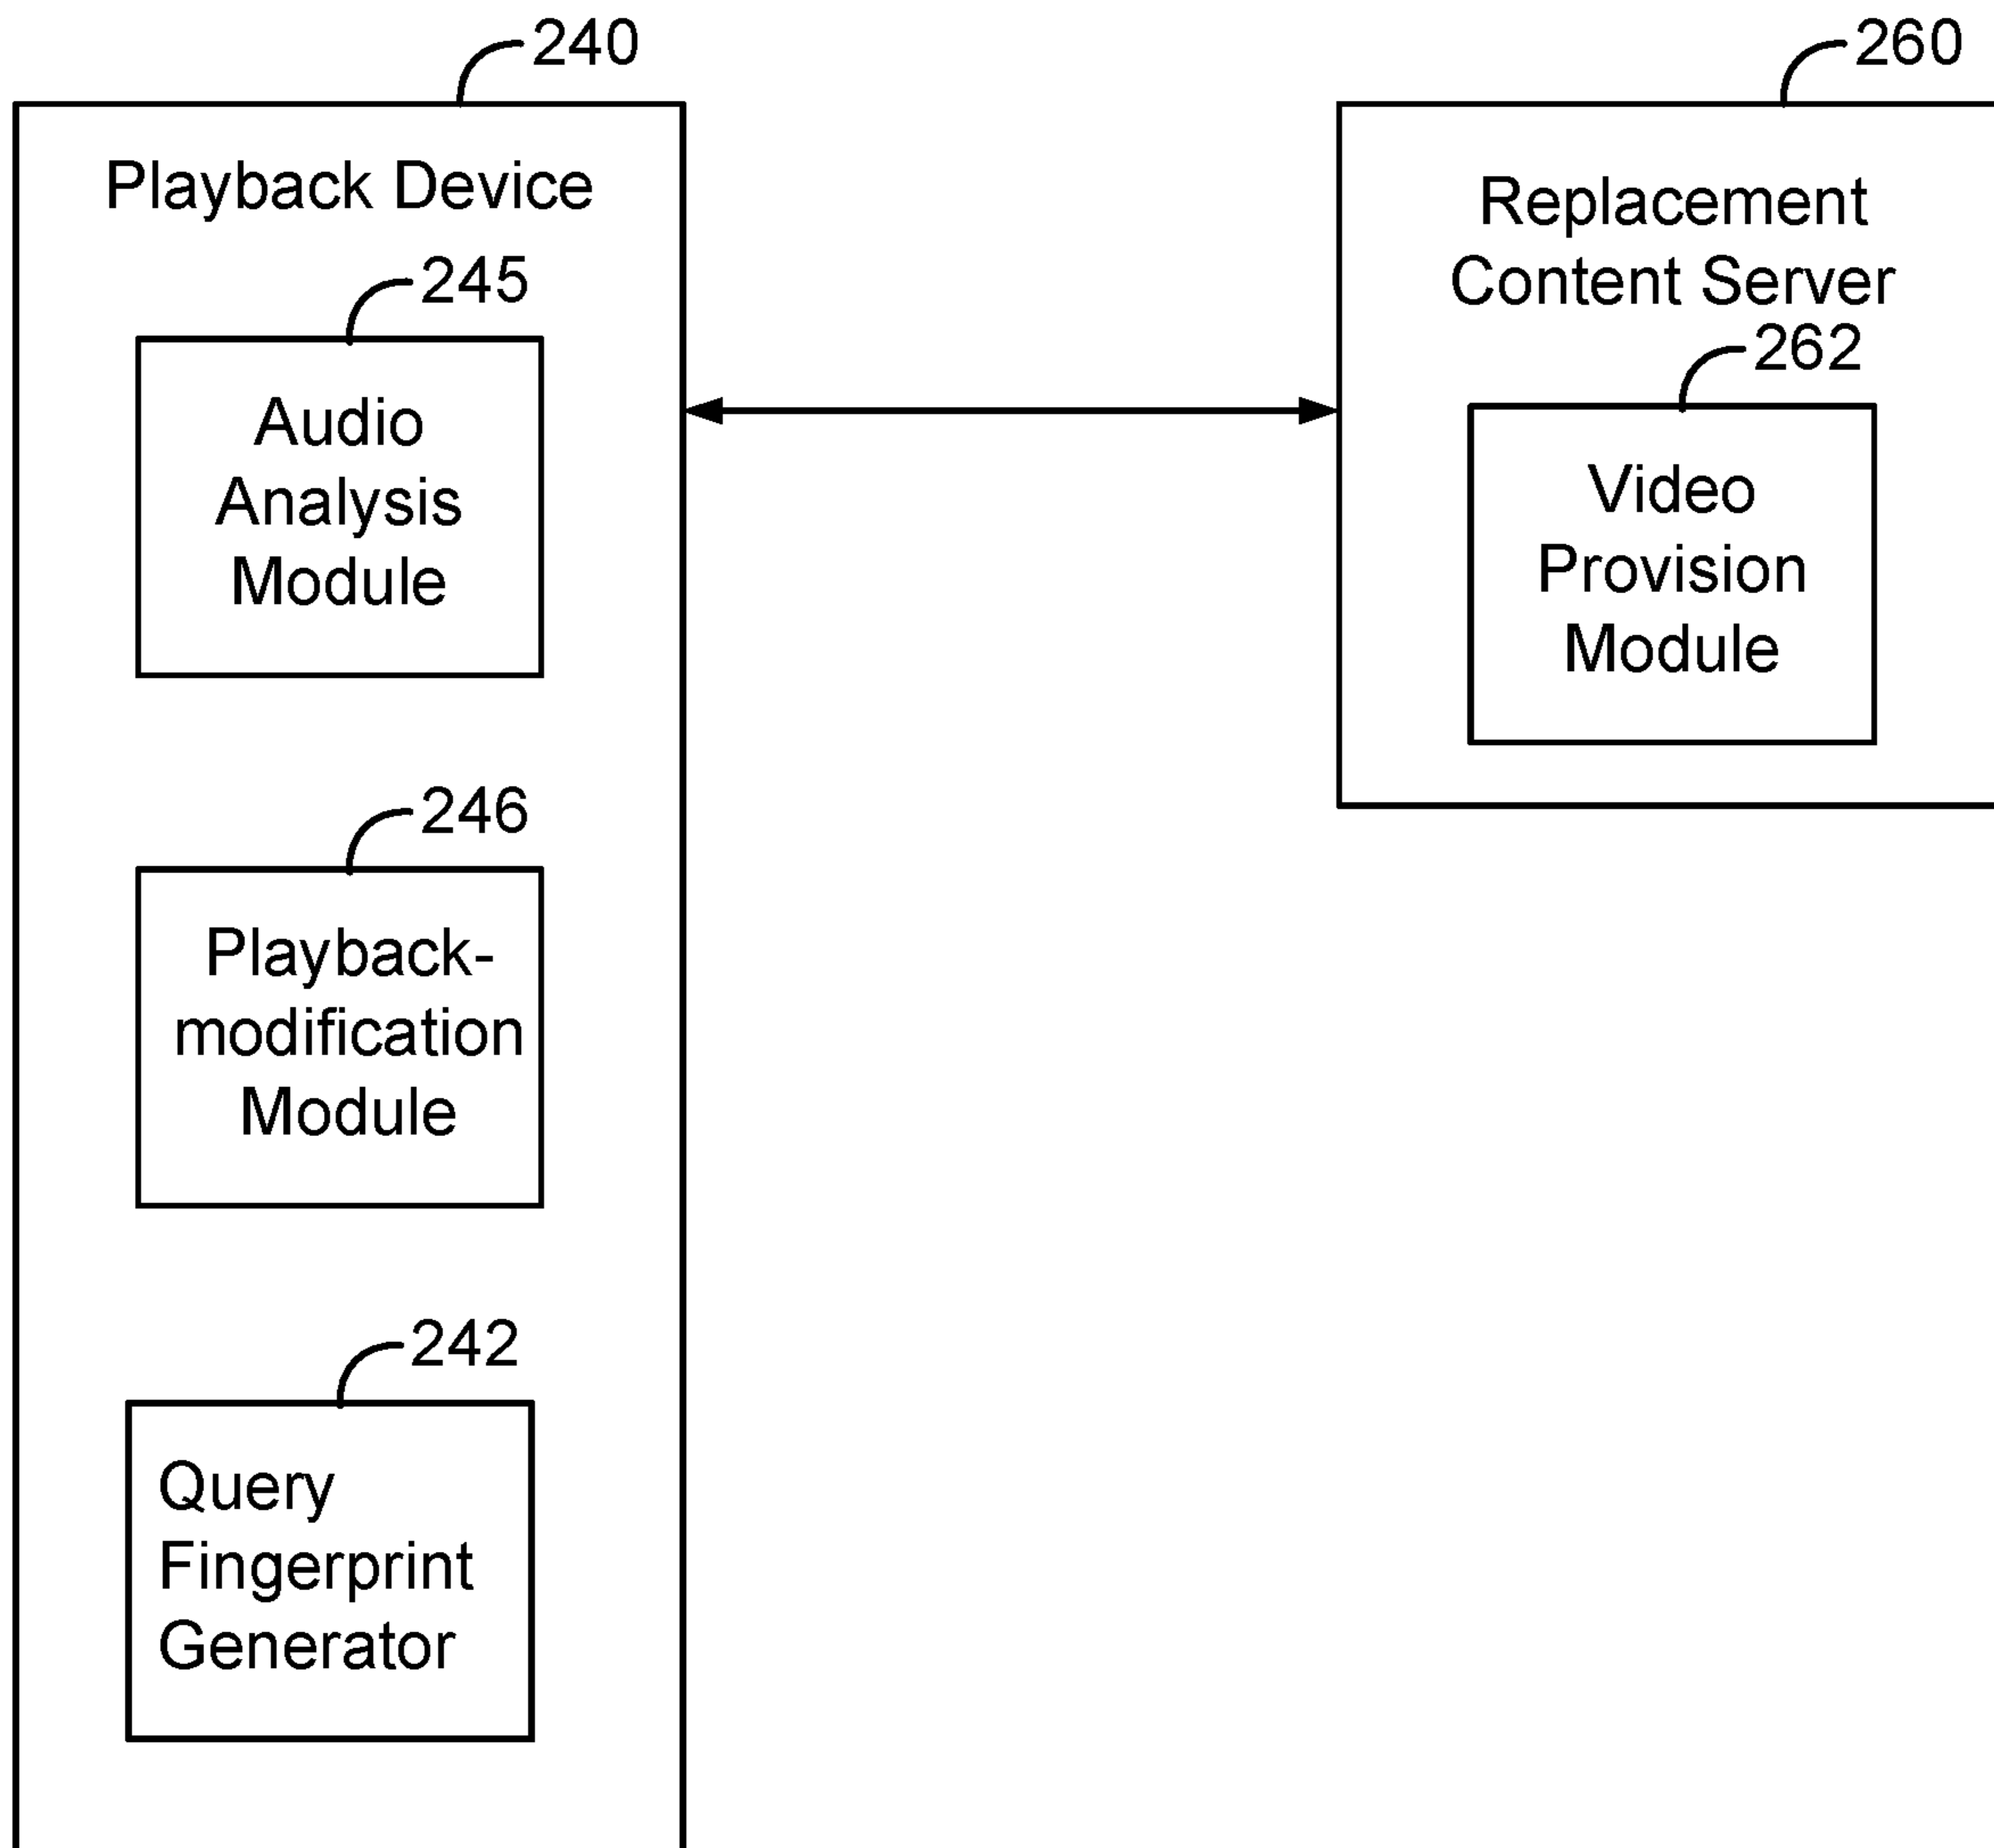 240
Playback Device
245
Audio
Analysis
Module
246
Playback-
modification
Module
242
Query
Fingerprint
Generator
260
Replacement
Content Server
262
Video
Provision
Module